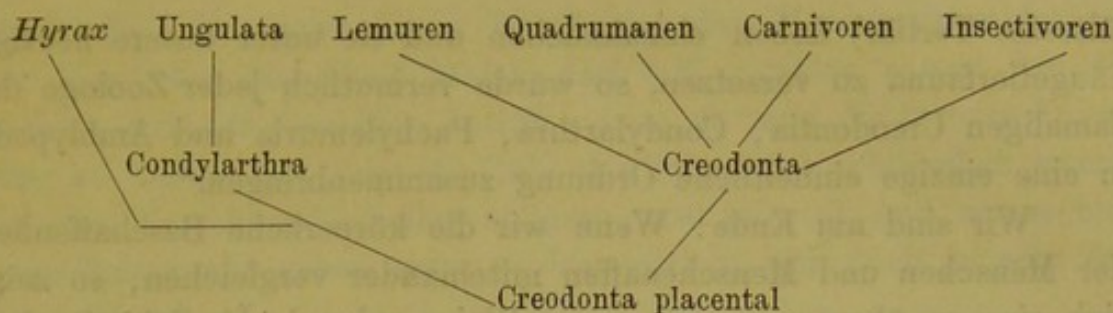 Hyrax Ungulata Lemuren Quadrumanen Carnivoren Insectivoren
Condylarthra Creodonta
Creodonta placental